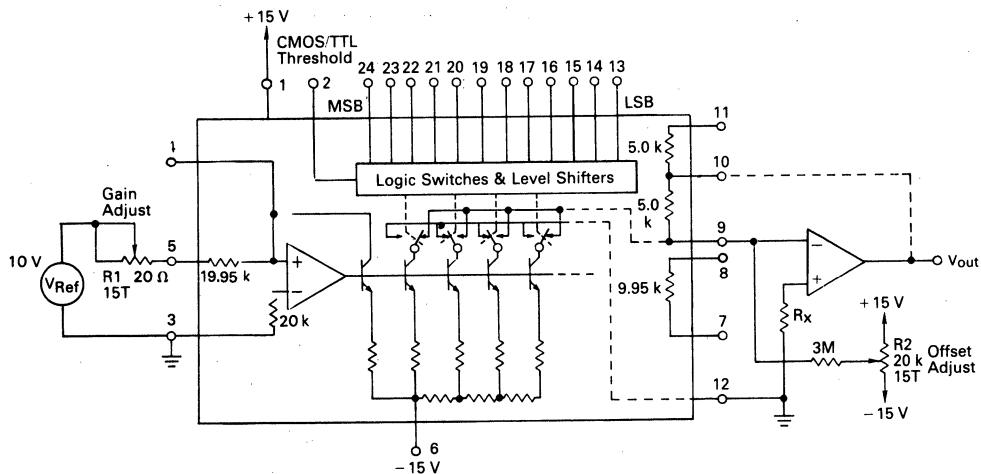 +15 V
CMOS/TTL
Threshold
1
2
24
23
22
21
20
19
18
17
16
15
14
13
MSB
LSB
11
5.0 k
10
Logic Switches & Level Shifters
5.0
k
9
8
9.95 k
7
12
Gain
Adjust
5
10 V
VRef
R1
15T
20 Ω
19.95 k
+
−
20 k
3
6
−15 V
−
+
Vout
RX
3M
+15 V
R2
20 k
15T
Offset
Adjust
−15 V